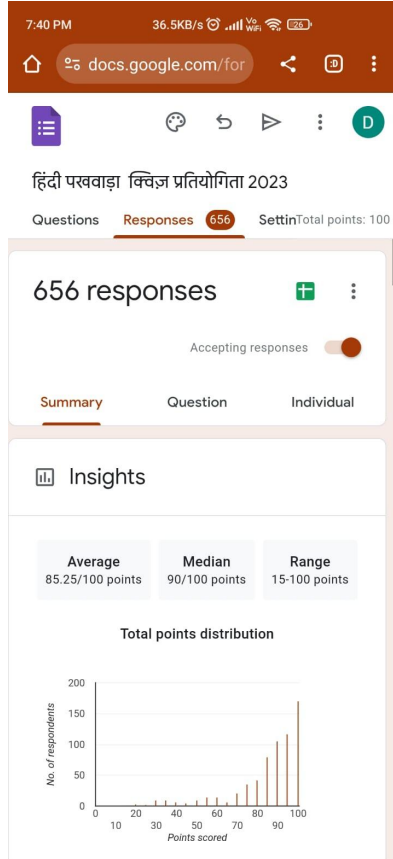 7:40 PM 36.5KB/s Vo WiFi 26
docs.google.com/for :D
D
हिंदी पखवाड़ा क्विज़ प्रतियोगिता 2023
Questions Responses 656 SettinTotal points: 100
656 responses
Accepting responses
Summary Question Individual
Insights
Average Median Range
85.25/100 points 90/100 points 15-100 points
Total points distribution
200
150
100
50
0
No. of respondents
0 20 40 60 80 100
10 30 50 70 90
Points scored